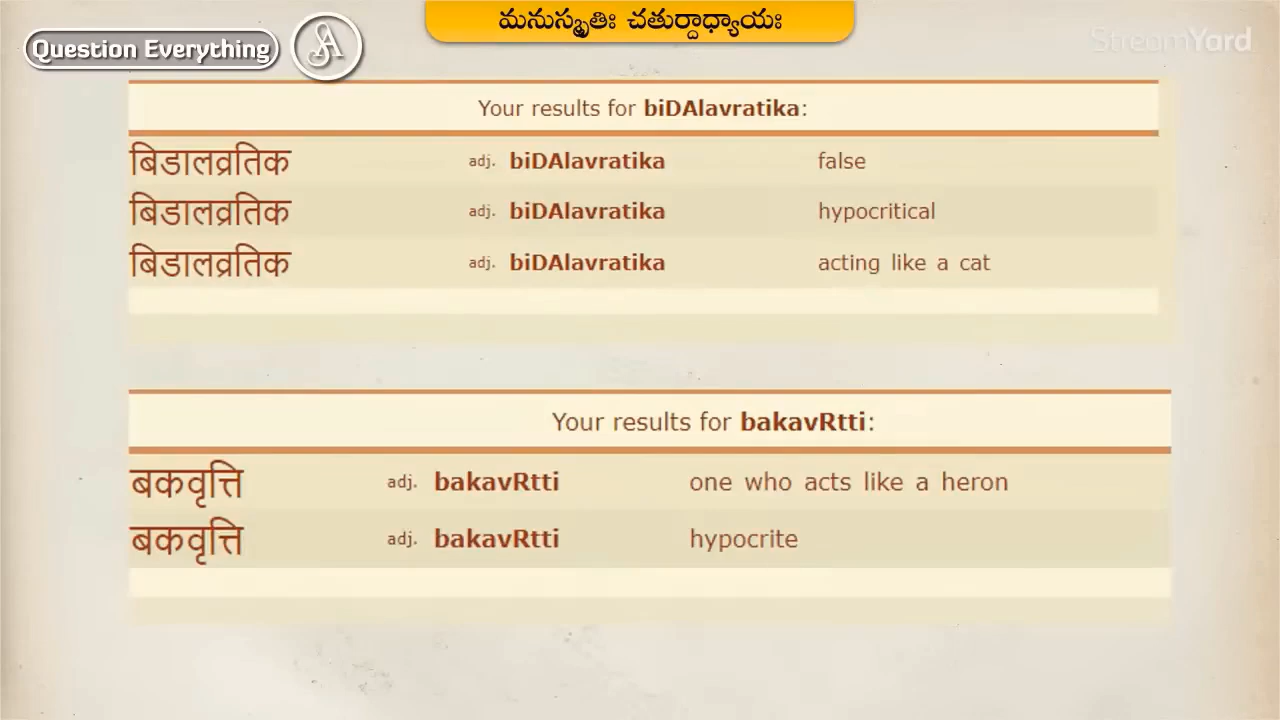 మనుస్మృతిః చతుర్దాధ్యాయః
Question Everything
StreamYard
Your results for biDAlavratika:
बिडालव्रतिक adj. biDAlavratika false
बिडालव्रतिक adj. biDAlavratika hypocritical
बिडालव्रतिक adj. biDAlavratika acting like a cat
Your results for bakavRtti:
बकवृत्ति adj. bakavRtti one who acts like a heron
बकवृत्ति adj. bakavRtti hypocrite